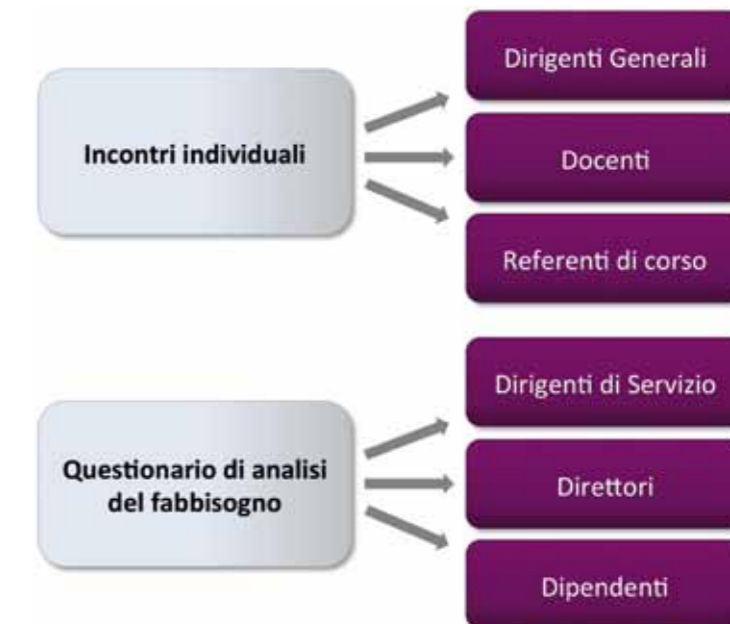 Incontri individuali
Dirigenti Generali
Docenti
Referenti di corso
Questionario di analisi
del fabbisogno
Dirigenti di Servizio
Direttori
Dipendenti